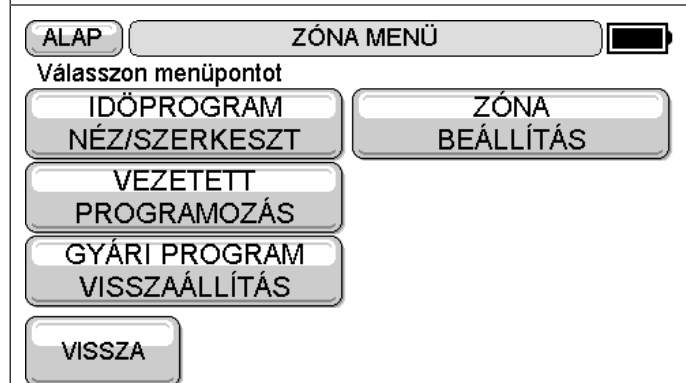 ALAP ZÓNA MENÜ
Válasszon menüpontot
IDÖPROGRAM
NÉZ/SZERKESZT
ZÓNA
BEÁLLÍTÁS
VEZETETT
PROGRAMOZÁS
GYÁRI PROGRAM
VISSZAÁLLÍTÁS
VISSZA